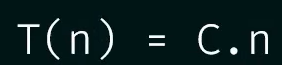 T(n) = C.n